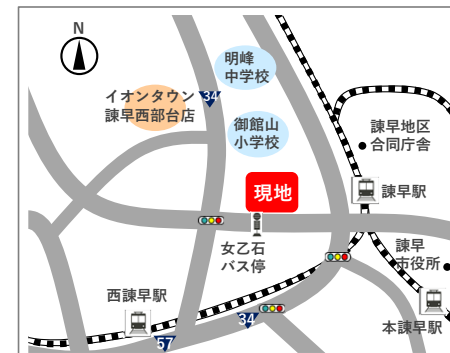 N
明峰
中学校
イオンタウン
諫早西部台店
34
御館山
小学校
諫早地区
合同庁舎
現地
諫早駅
女乙石
バス停
諫早
市役所
西諫早駅
34
57
本諫早駅